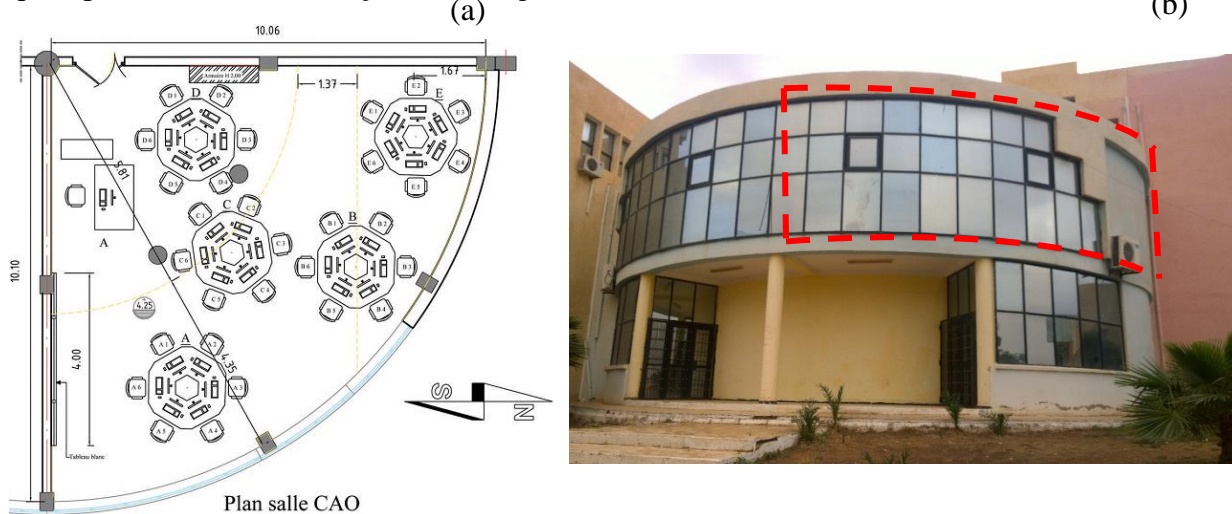 (a)
(b)
10.06
Armoire H 2.00
1.37
1.67
D
D1
D2
D3
D4
D5
D6
E
E1
E2
E3
E4
E5
E6
5.81
A
C
C1
C2
C3
C4
C5
C6
B
B1
B2
B3
B4
B5
B6
10.10
4.25
4.00
A
A1
A2
A3
A4
A5
A6
4.35
S
N
Tableau blanc
Plan salle CAO